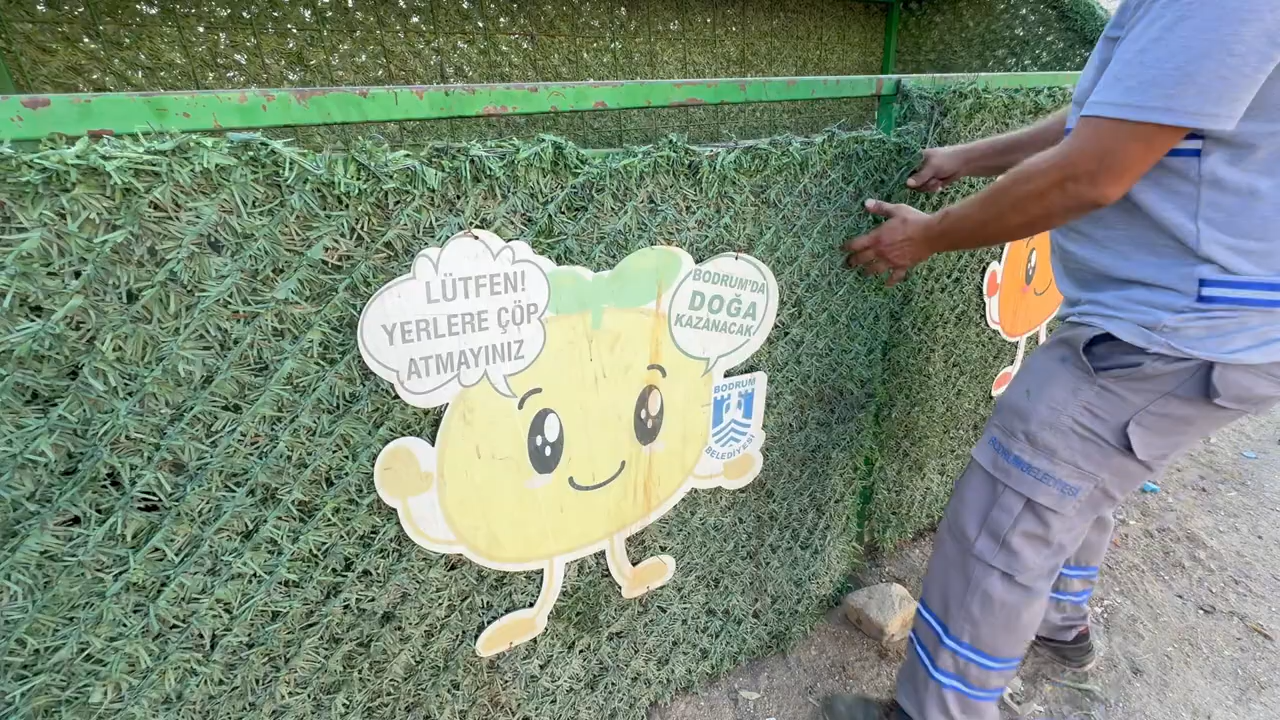 LÜTFEN!
YERLERE ÇÖP
ATMAYINIZ
BODRUM'DA
DOĞA
KAZANACAK
BODRUM
BELEDİYESİ
BODRUM BELEDİYESİ